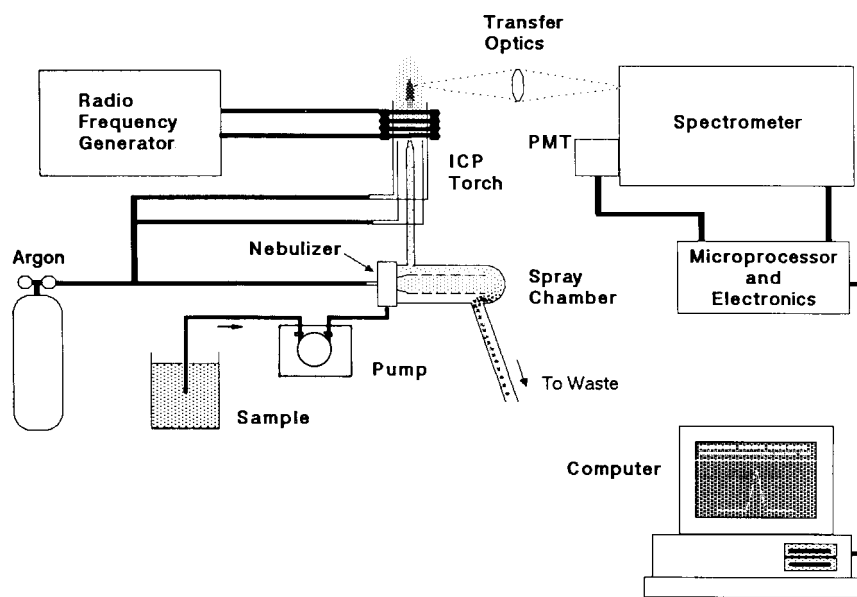 Transfer
Optics
Radio
Frequency
Generator
Spectrometer
PMT
ICP
Torch
Nebulizer
Argon
Spray
Chamber
Microprocessor
and
Electronics
Pump
To Waste
Sample
Computer